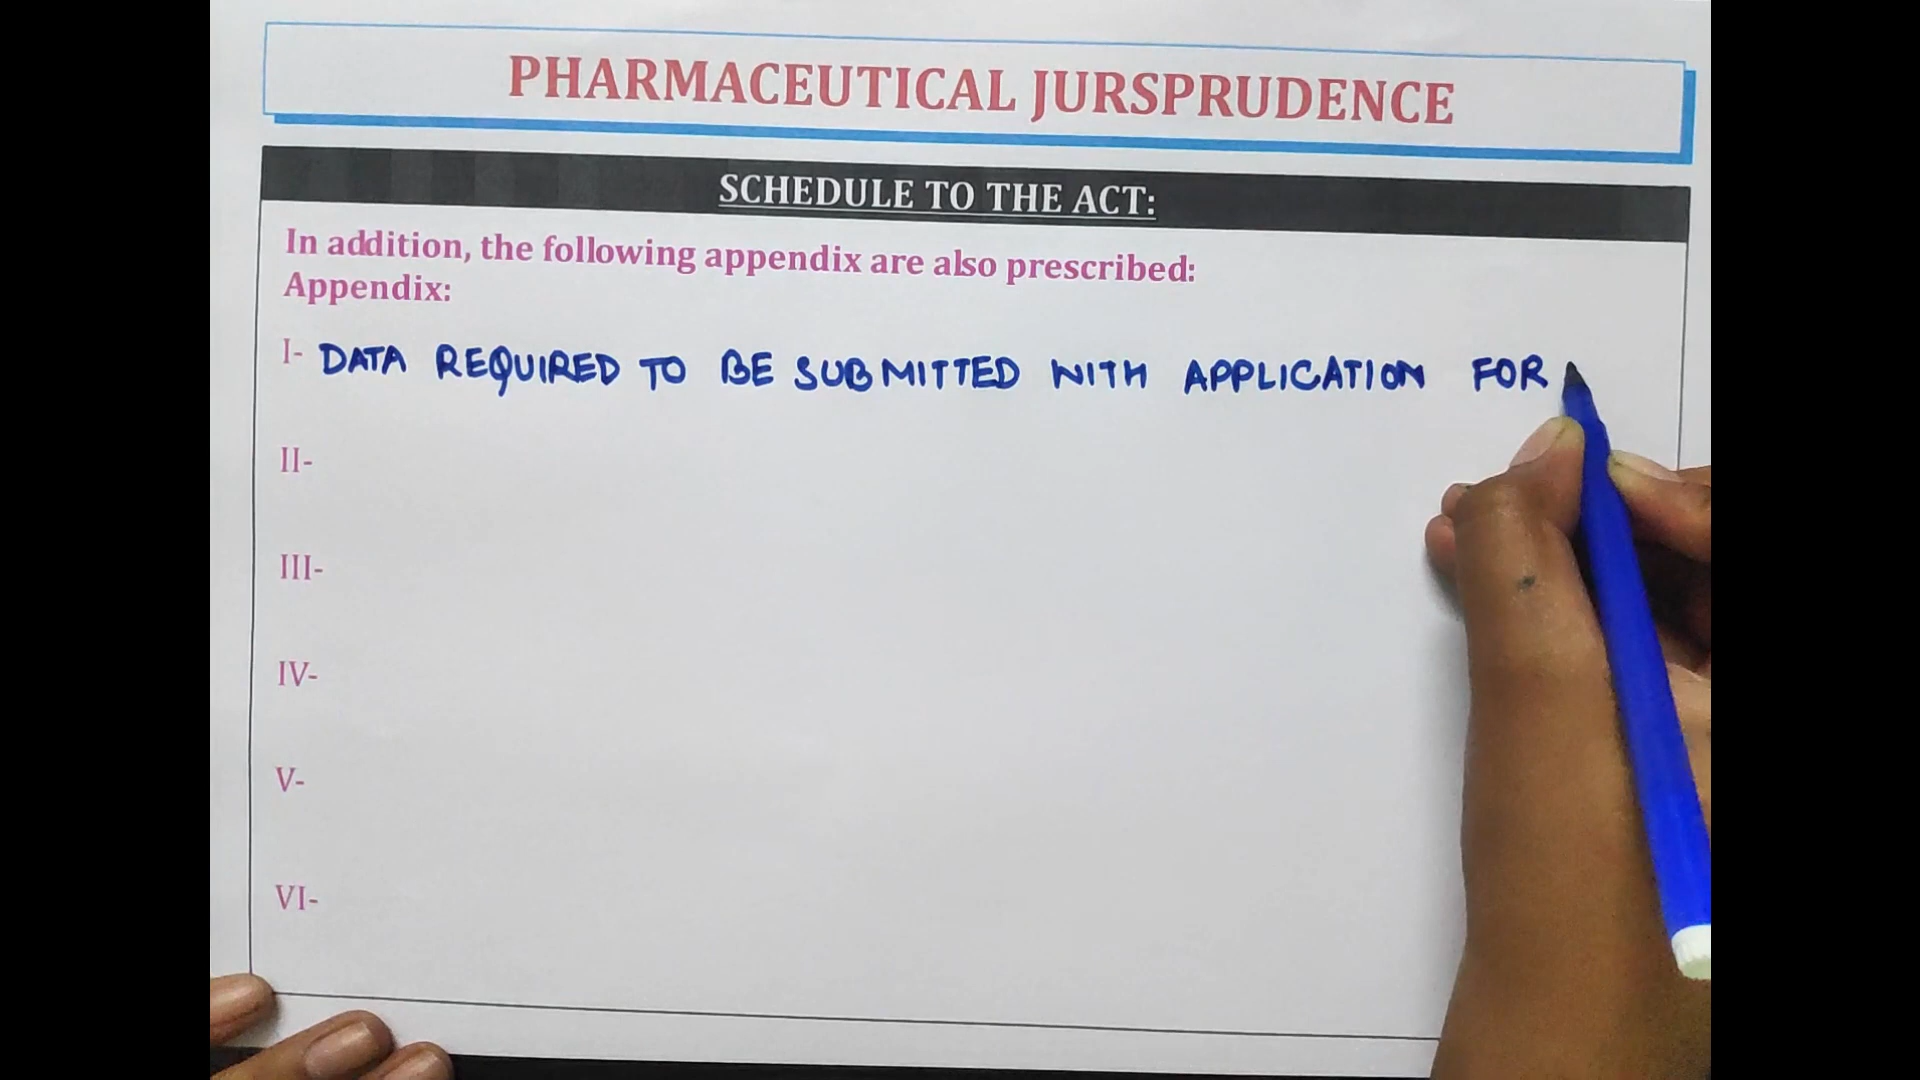 PHARMACEUTICAL JURSPRUDENCE
SCHEDULE TO THE ACT:
In addition, the following appendix are also prescribed:
Appendix:
I- DATA REQUIRED TO BE SUBMITTED WITH APPLICATION FOR
II-
III-
IV-
V-
VI-